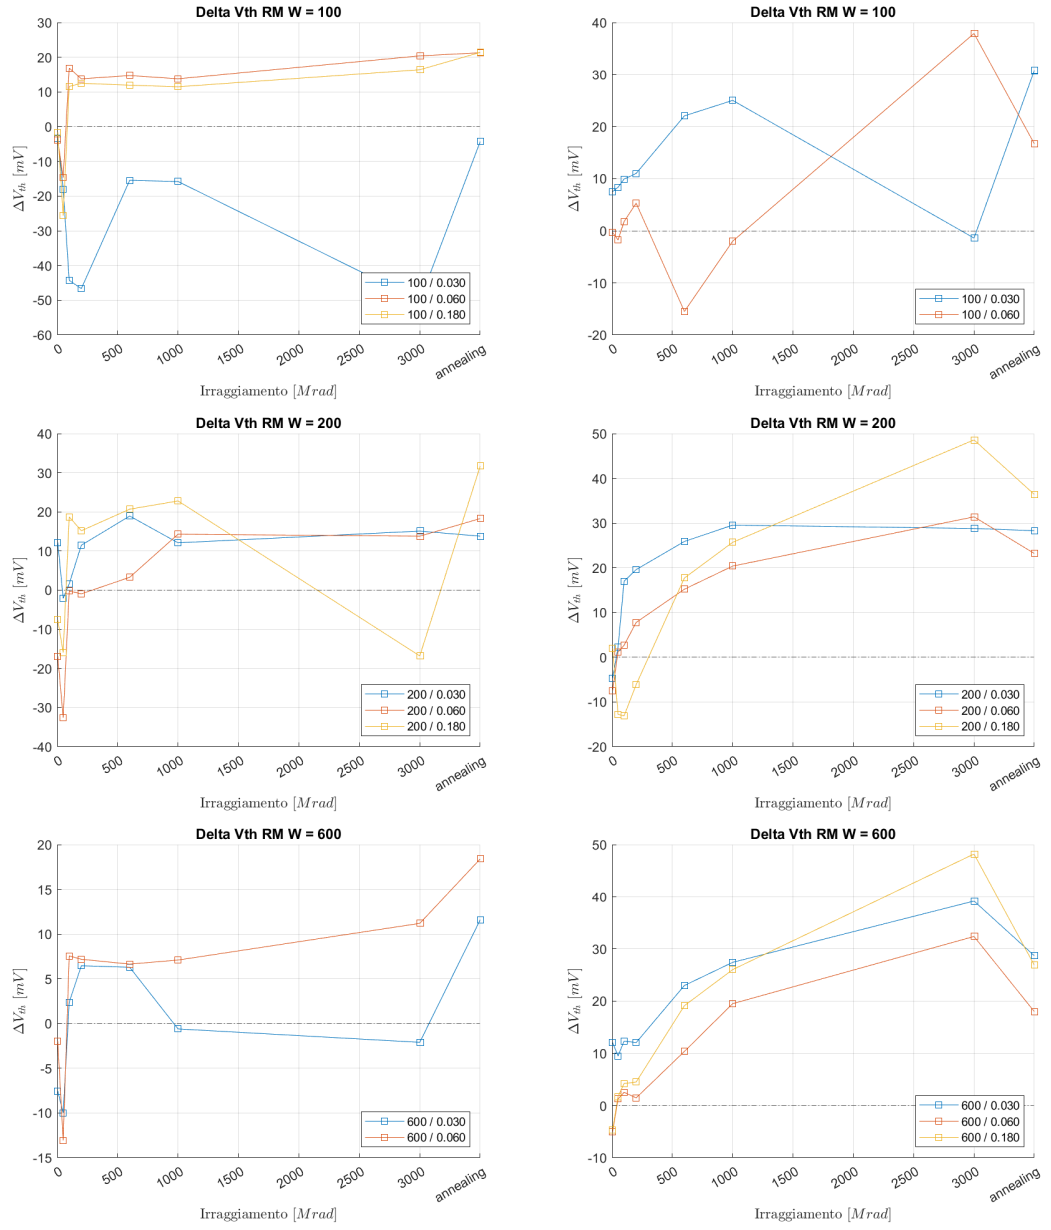 Delta Vth RM W = 100
30
20
10
0
-10
-20
-30
-40
-50
-60
ΔV_th [mV]
100 / 0.030
100 / 0.060
100 / 0.180
0
500
1000
1500
2000
2500
3000
annealing
Irraggiamento [Mrad]
Delta Vth RM W = 100
40
30
20
10
0
-10
-20
ΔV_th [mV]
100 / 0.030
100 / 0.060
0
500
1000
1500
2000
2500
3000
annealing
Irraggiamento [Mrad]
Delta Vth RM W = 200
40
30
20
10
0
-10
-20
-30
-40
ΔV_th [mV]
200 / 0.030
200 / 0.060
200 / 0.180
0
500
1000
1500
2000
2500
3000
annealing
Irraggiamento [Mrad]
Delta Vth RM W = 200
50
40
30
20
10
0
-10
-20
ΔV_th [mV]
200 / 0.030
200 / 0.060
200 / 0.180
0
500
1000
1500
2000
2500
3000
annealing
Irraggiamento [Mrad]
Delta Vth RM W = 600
20
15
10
5
0
-5
-10
-15
ΔV_th [mV]
600 / 0.030
600 / 0.060
0
500
1000
1500
2000
2500
3000
annealing
Irraggiamento [Mrad]
Delta Vth RM W = 600
50
40
30
20
10
0
-10
ΔV_th [mV]
600 / 0.030
600 / 0.060
600 / 0.180
0
500
1000
1500
2000
2500
3000
annealing
Irraggiamento [Mrad]